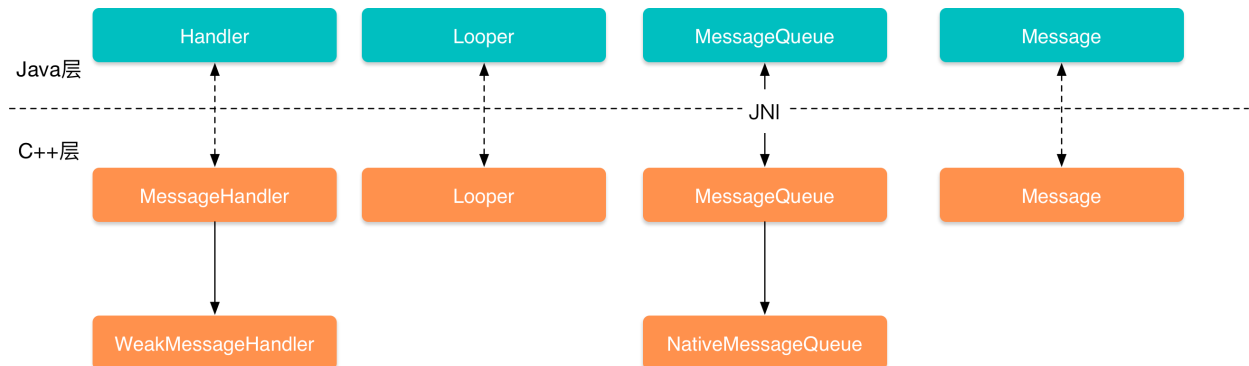 Handler
Looper
MessageQueue
Message
Java层
JNI
C++层
MessageHandler
Looper
MessageQueue
Message
WeakMessageHandler
NativeMessageQueue